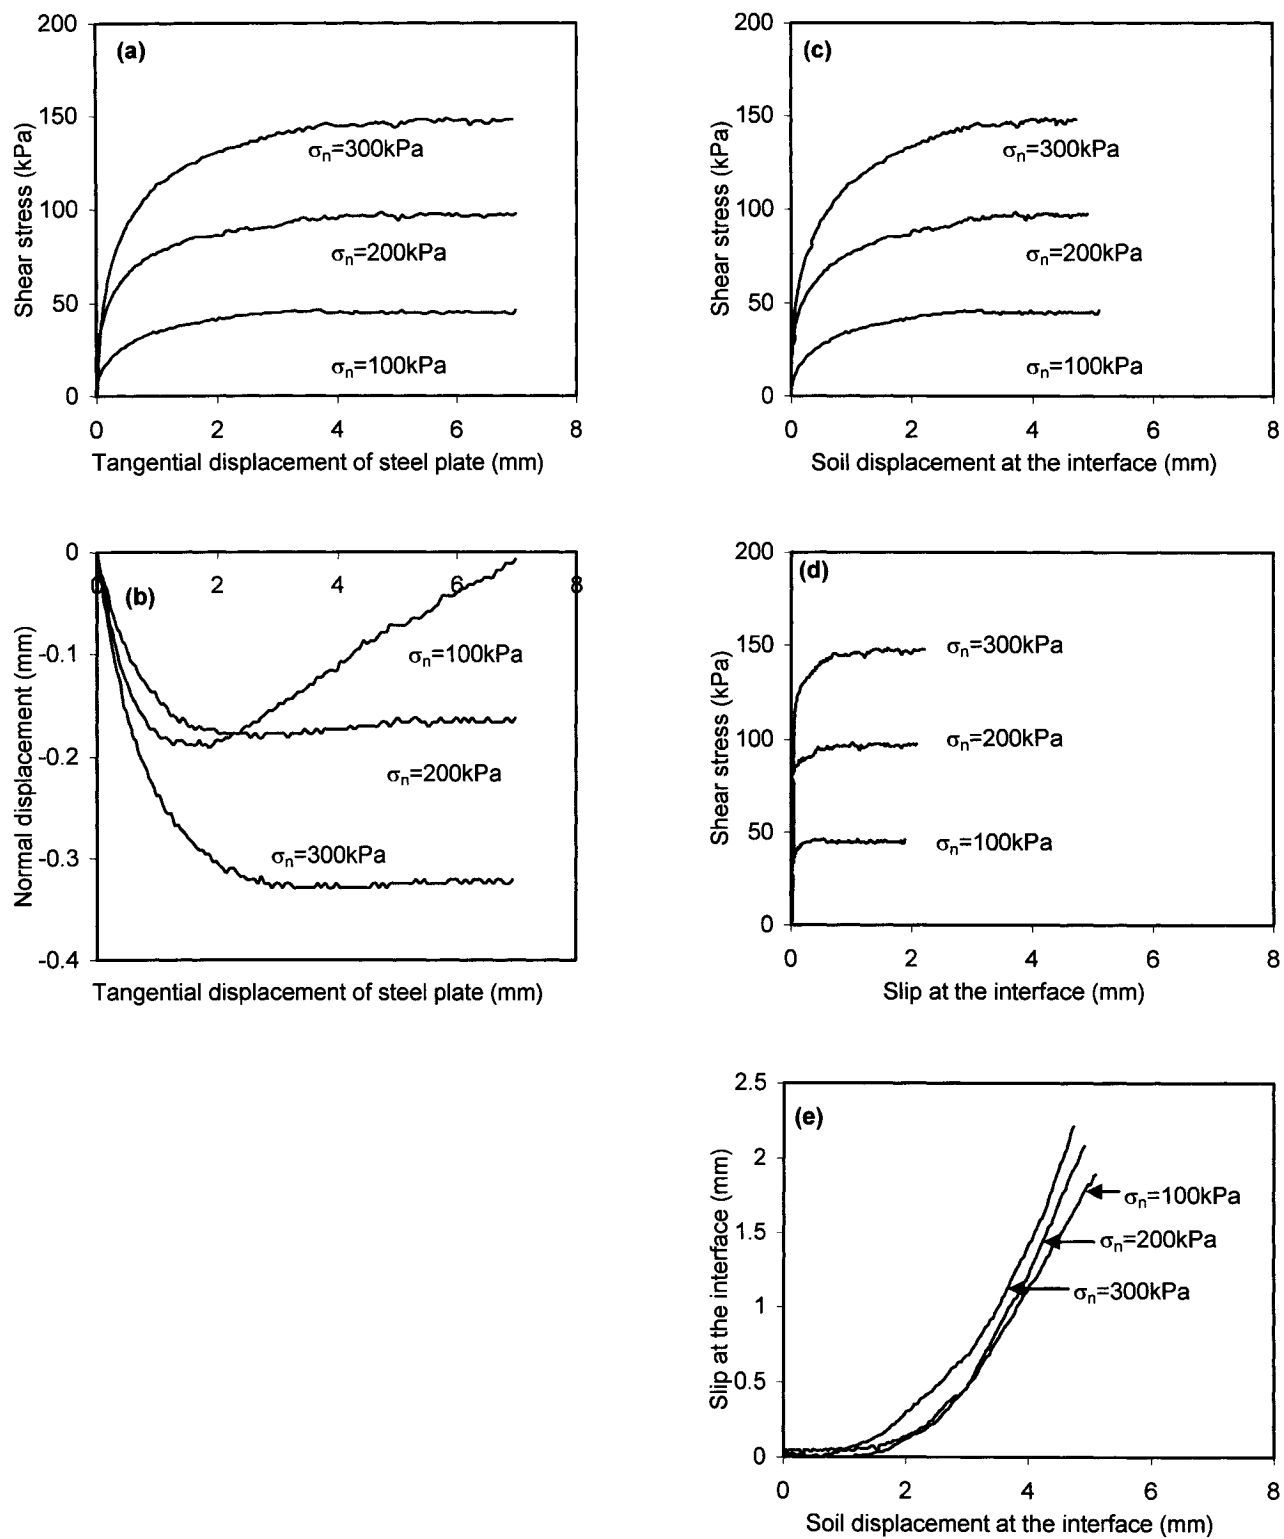 200
(a)
150
σn=300kPa
100
σn=200kPa
50
σn=100kPa
0
0 2 4 6 8
Shear stress (kPa)
Tangential displacement of steel plate (mm)
200
(c)
150
σn=300kPa
100
σn=200kPa
50
σn=100kPa
0
0 2 4 6 8
Shear stress (kPa)
Soil displacement at the interface (mm)
0
0 2 4 6 8
(b)
-0.1
σn=100kPa
-0.2
σn=200kPa
-0.3
σn=300kPa
-0.4
Normal displacement (mm)
Tangential displacement of steel plate (mm)
200
(d)
150
σn=300kPa
100
σn=200kPa
50
σn=100kPa
0
0 2 4 6 8
Shear stress (kPa)
Slip at the interface (mm)
2.5
(e)
2
σn=100kPa
1.5
σn=200kPa
σn=300kPa
1
0.5
0
0 2 4 6 8
Slip at the interface (mm)
Soil displacement at the interface (mm)